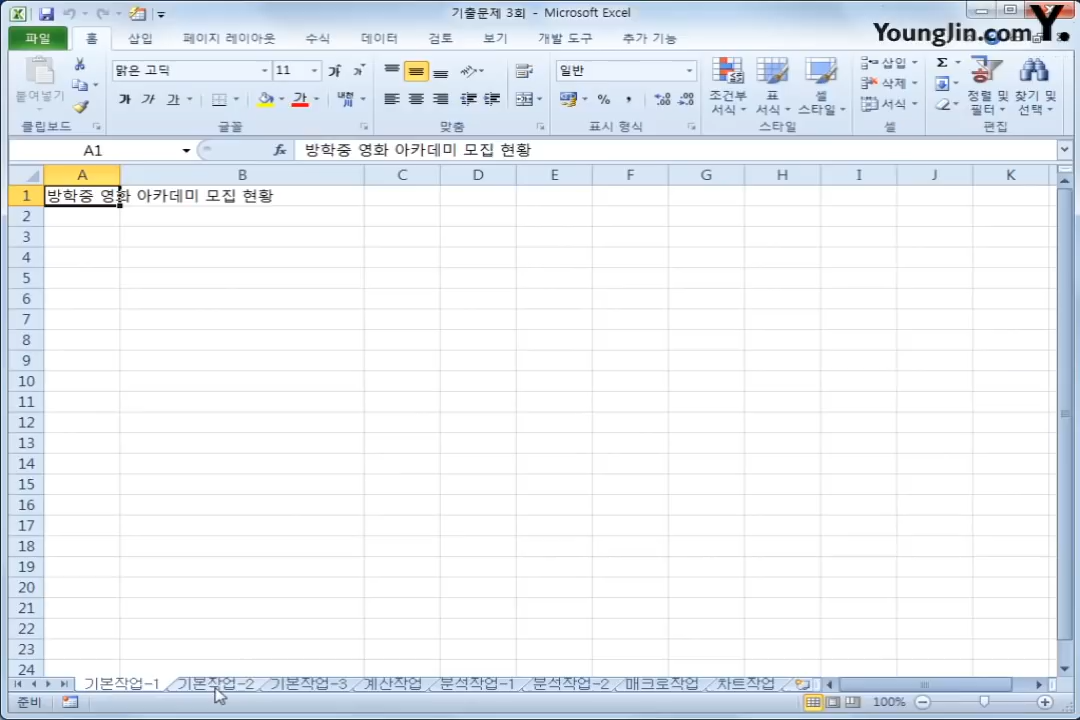 기출문제 3회 - Microsoft Excel
YoungJin.com Y.
파일 홈 삽입 페이지 레이아웃 수식 데이터 검토 보기 개발 도구 추가 기능
붙여넣기
맑은 고딕 11
가 가
가 가 가 가 내천
일반
% ,
조건부 서식
표 서식
셀 스타일
삽입
삭제
서식
Σ
정렬 및 필터
찾기 및 선택
클립보드 글꼴 맞춤 표시 형식 스타일 셀 편집
A1 fx 방학중 영화 아카데미 모집 현황
A B C D E F G H I J K
1 방학중 영화 아카데미 모집 현황
2
3
4
5
6
7
8
9
10
11
12
13
14
15
16
17
18
19
20
21
22
23
24
기본작업-1 기본작업-2 기본작업-3 계산작업 분석작업-1 분석작업-2 매크로작업 차트작업
준비 100%